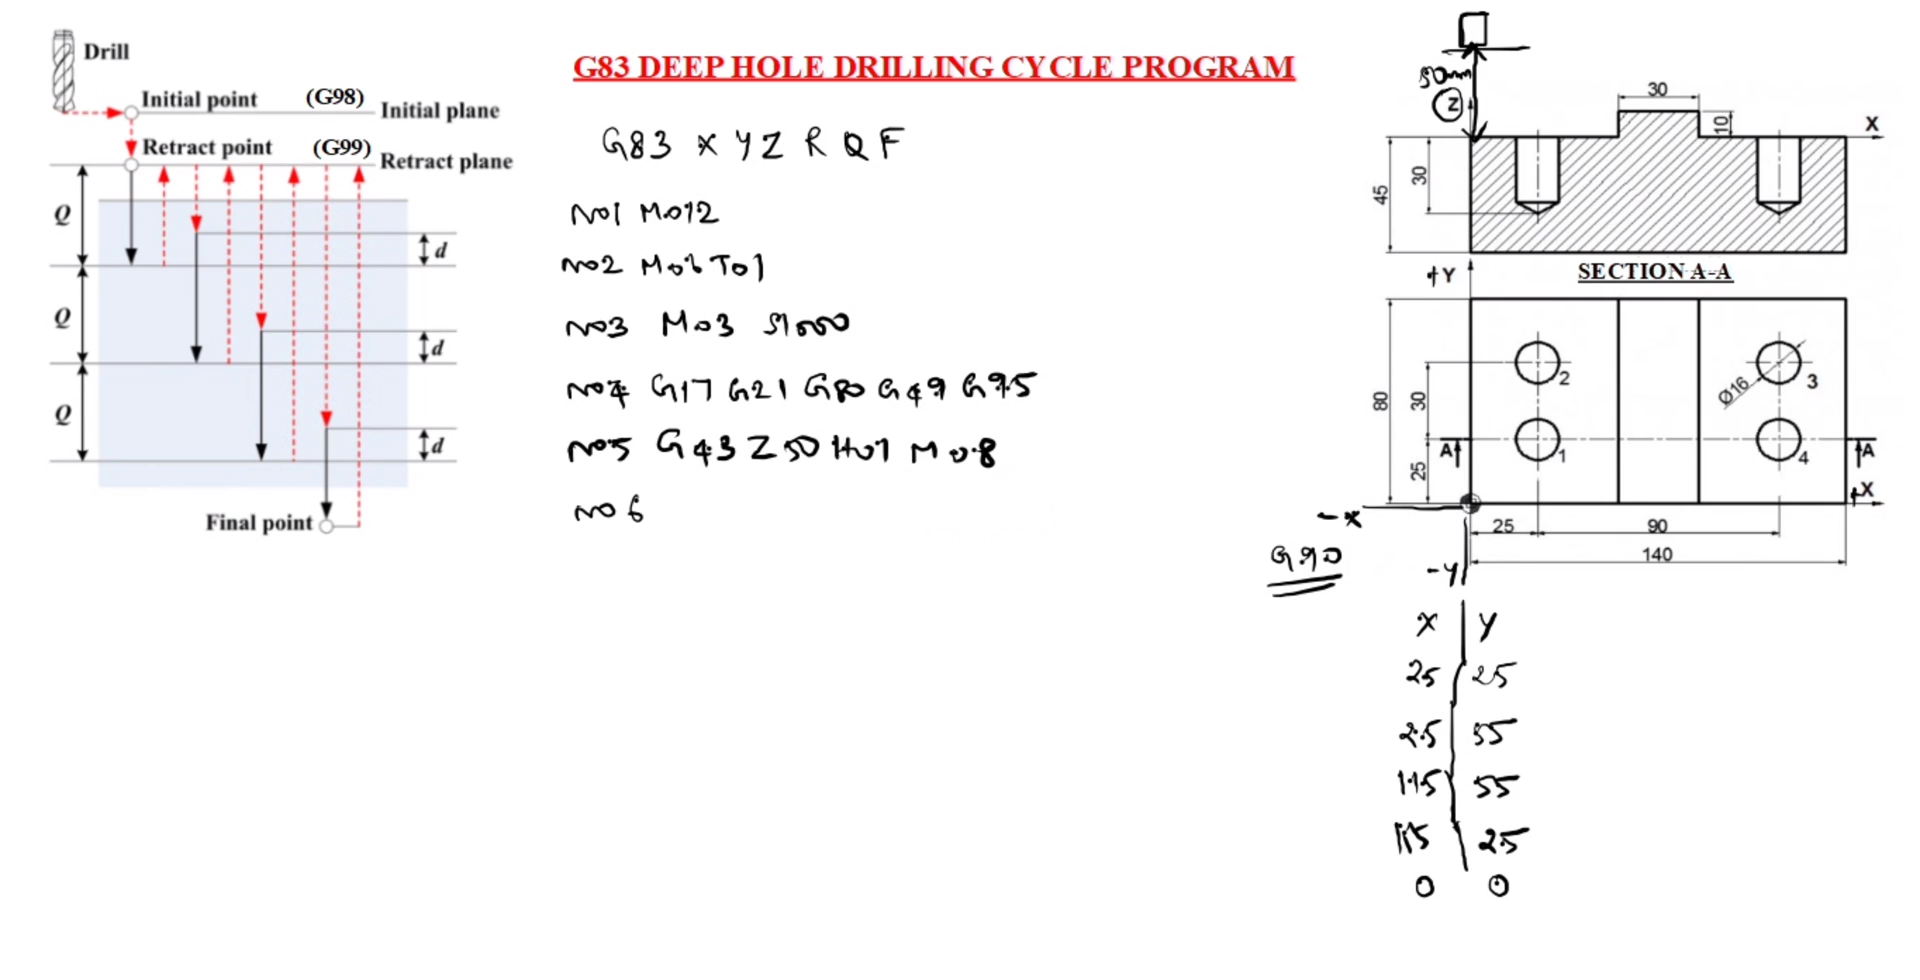 Drill
Initial point (G98) Initial plane
Retract point (G99) Retract plane
Q
d
Q
d
Q
d
Final point
G83 DEEP HOLE DRILLING CYCLE PROGRAM
G83 X Y Z R Q F
N01 M012
N02 M06 T01
N03 M03 S1000
N04 G17 G21 G80 G49 G95
N05 G43 Z50 H01 M08
N06
50mm
Z
30
10
X
45
30
SECTION A-A
+Y
80
30
25
2
Ø16
3
A
1
4
A
+X
-X
25
90
140
G90
-Y
X Y
25 25
25 55
115 55
115 25
0 0